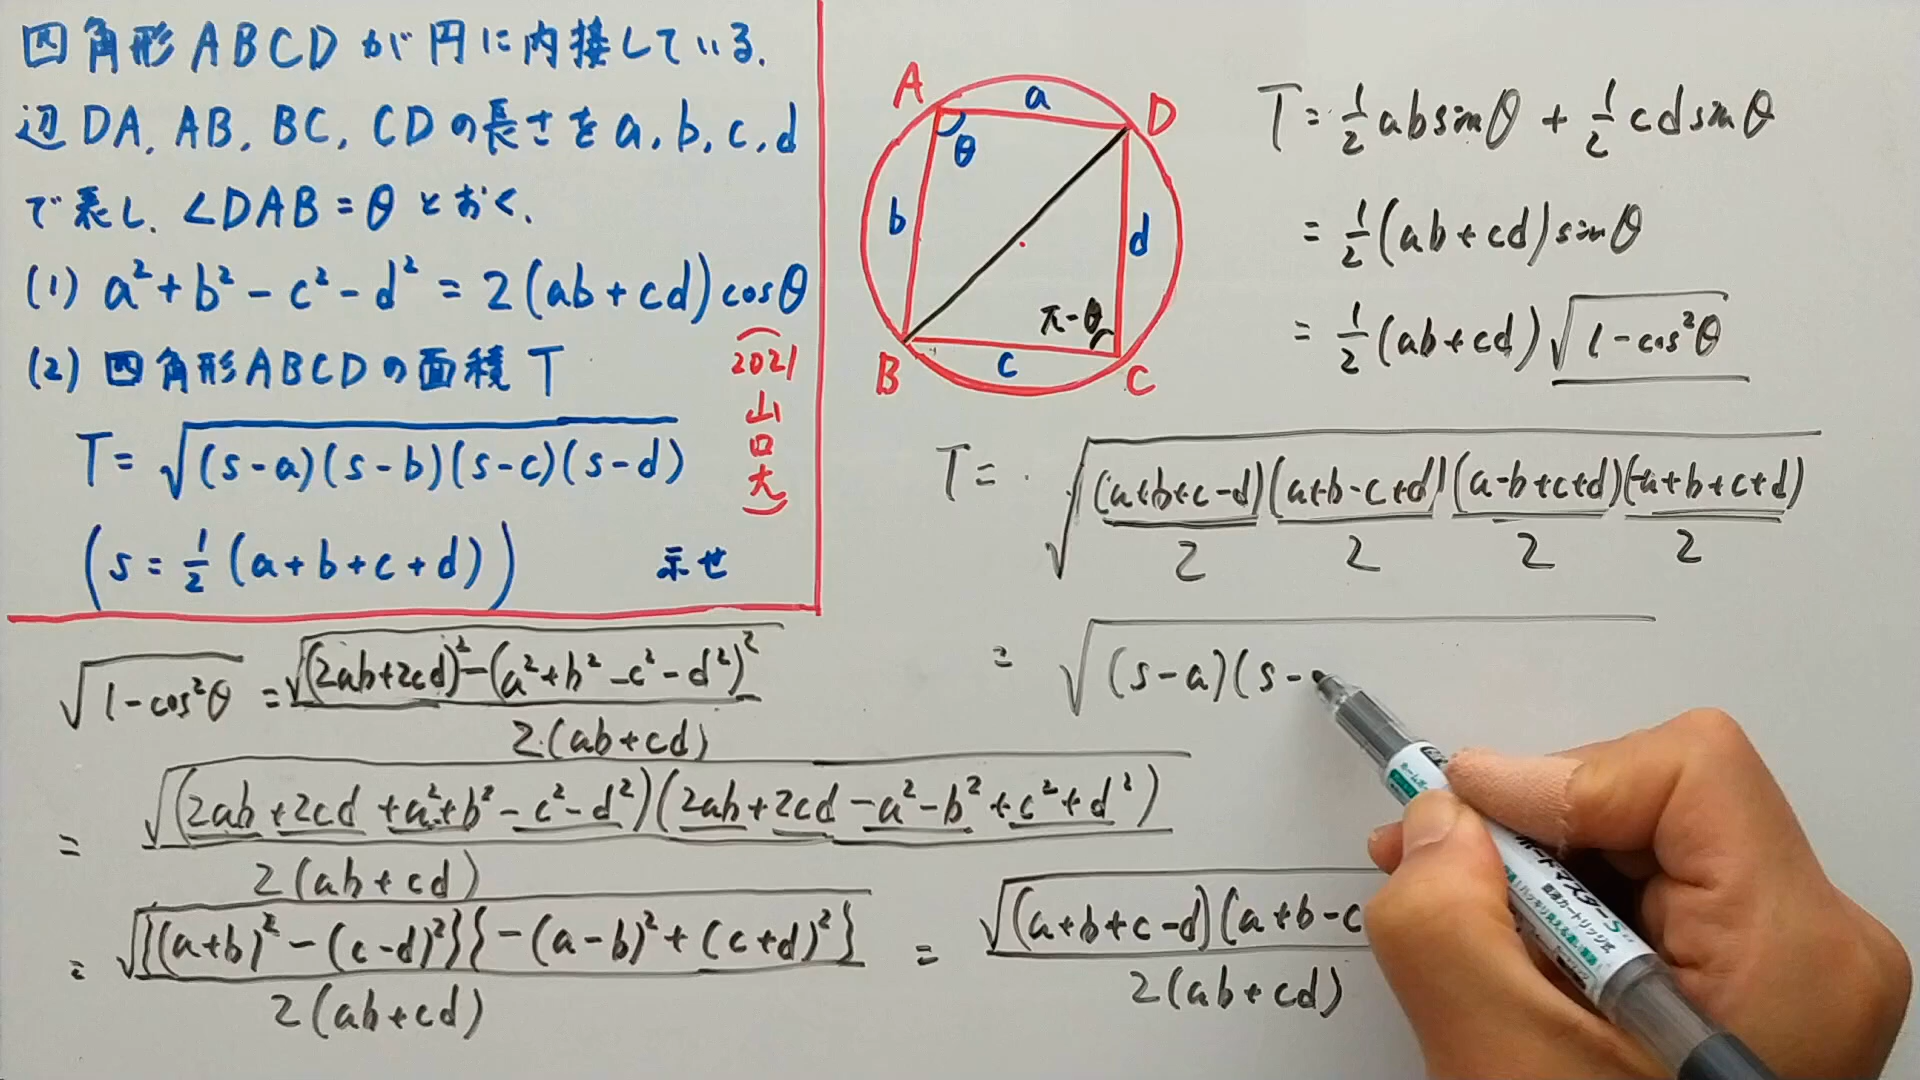 四角形ABCDが円に内接している.
辺DA, AB, BC, CDの長さをa, b, c, d
で表し. ∠DAB = θ とおく.
(1) a²+b²-c²-d² = 2(ab+cd)cosθ
(2) 四角形ABCDの面積T
T = √(s-a)(s-b)(s-c)(s-d)
(s = 1/2 (a+b+c+d)) 示せ
(2021
山
口
大)
A
a
D
θ
b
d
π-θ
B
c
C
T = 1/2 ab sinθ + 1/2 cd sinθ
= 1/2 (ab+cd) sinθ
= 1/2 (ab+cd) √1-cos²θ
T = √(a+b+c-d)/2 (a+b-c+d)/2 (a-b+c+d)/2 (-a+b+c+d)/2
= √(s-a)(s-
√1-cos²θ = √(2ab+2cd)²-(a²+b²-c²-d²)² / 2(ab+cd)
= √(2ab+2cd+a²+b²-c²-d²)(2ab+2cd-a²-b²+c²+d²) / 2(ab+cd)
= √{(a+b)²-(c-d)²}{-(a-b)²+(c+d)²} / 2(ab+cd)
= √(a+b+c-d)(a+b-c / 2(ab+cd)